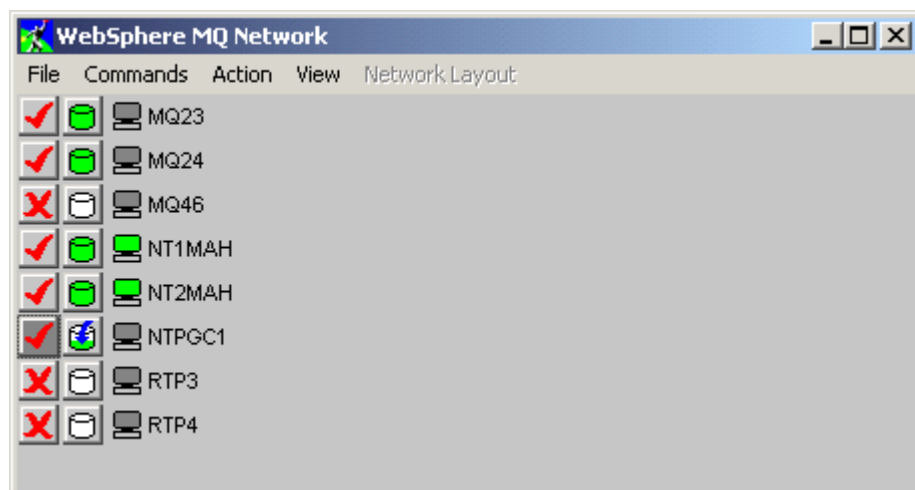 WebSphere MQ Network
File Commands Action View Network Layout
MQ23
MQ24
MQ46
NT1MAH
NT2MAH
NTPGC1
RTP3
RTP4